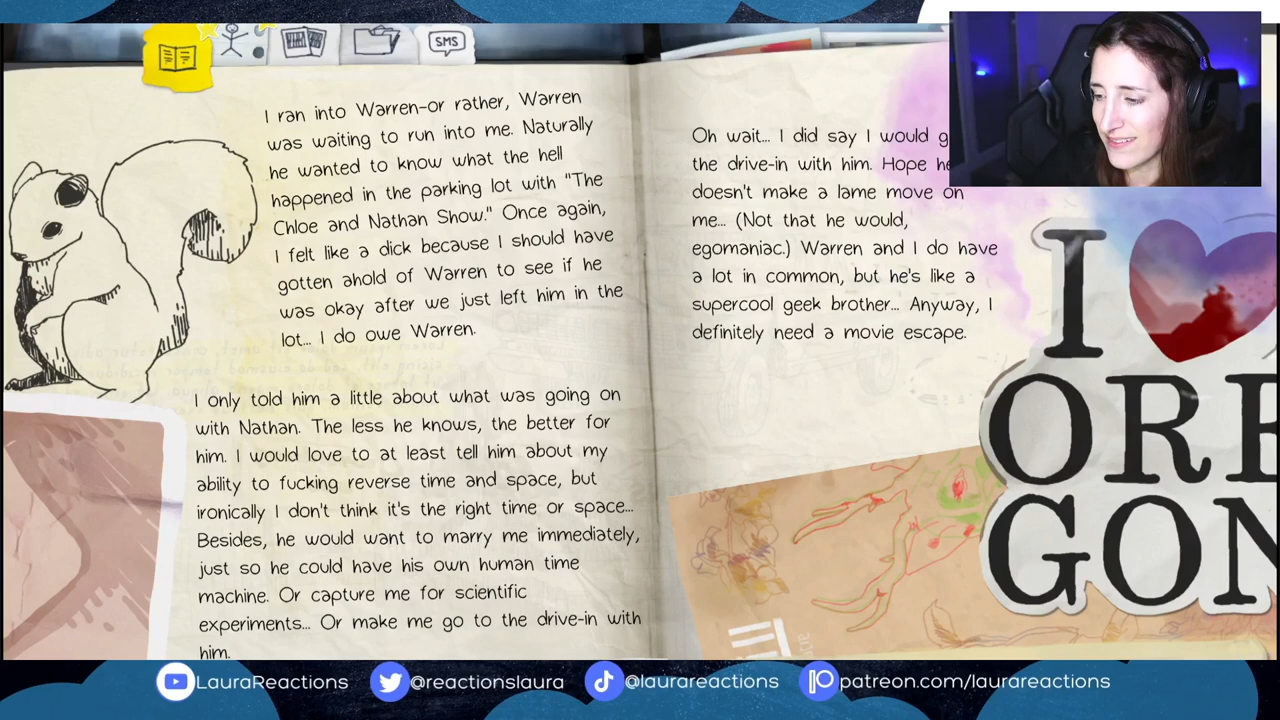 SMS
I ran into Warren-or rather, Warren
was waiting to run into me. Naturally
he wanted to know what the hell
happened in the parking lot with "The
Chloe and Nathan Show." Once again,
I felt like a dick because I should have
gotten ahold of Warren to see if he
was okay after we just left him in the
lot... I do owe Warren.
I only told him a little about what was going on
with Nathan. The less he knows, the better for
him. I would love to at least tell him about my
ability to fucking reverse time and space, but
ironically I don't think it's the right time or space...
Besides, he would want to marry me immediately,
just so he could have his own human time
machine. Or capture me for scientific
experiments... Or make me go to the drive-in with
him.
Oh wait... I did say I would g
the drive-in with him. Hope he
doesn't make a lame move on
me... (Not that he would,
egomaniac.) Warren and I do have
a lot in common, but he's like a
supercool geek brother... Anyway, I
definitely need a movie escape.
I
ORE
GON
LauraReactions
@reactionslaura
@laurareactions
patreon.com/laurareactions